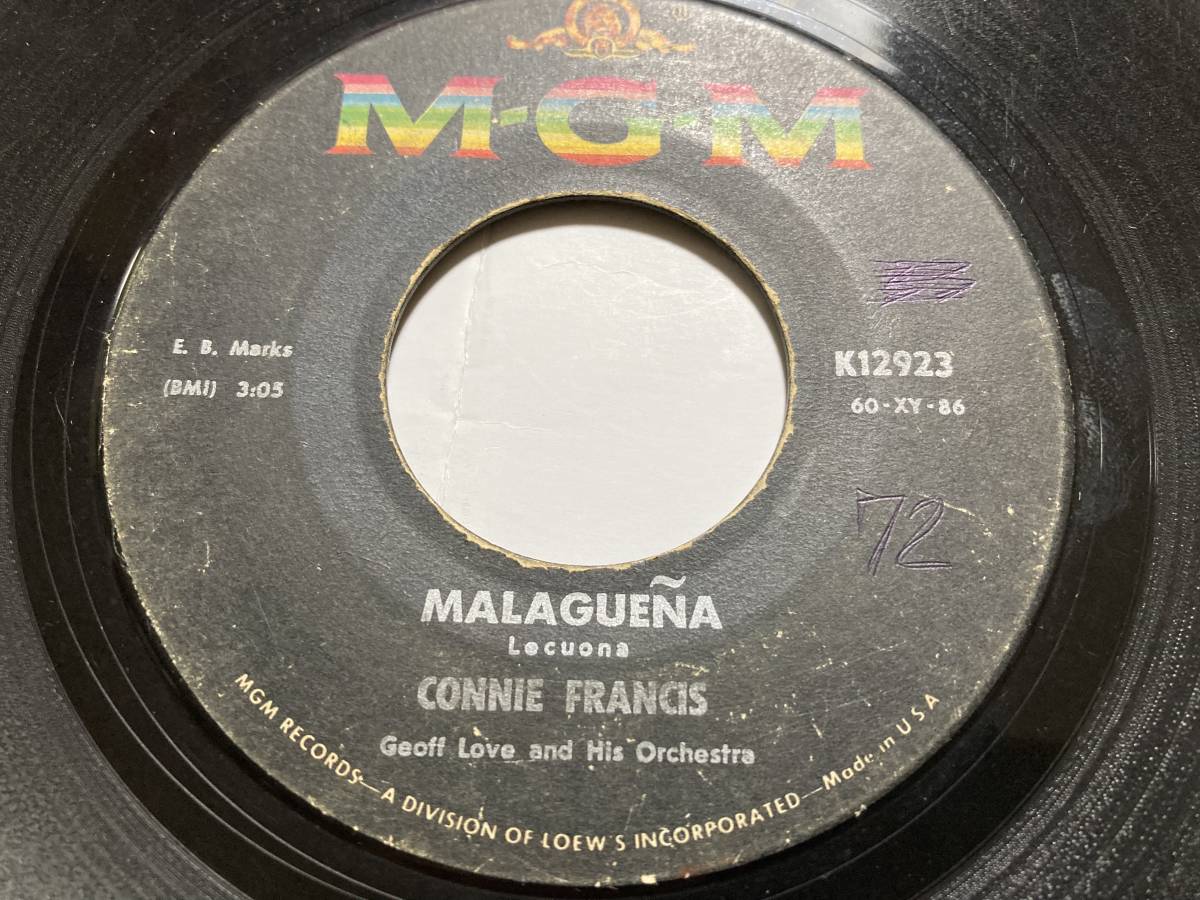 M-G-M
E. B. Marks
(BMI) 3:05
K12923
60-XY-86
72
MALAGUEÑA
Lecuona
CONNIE FRANCIS
Geoff Love and His Orchestra
MGM RECORDS—A DIVISION OF LOEW'S INCORPORATED—Made in U S A